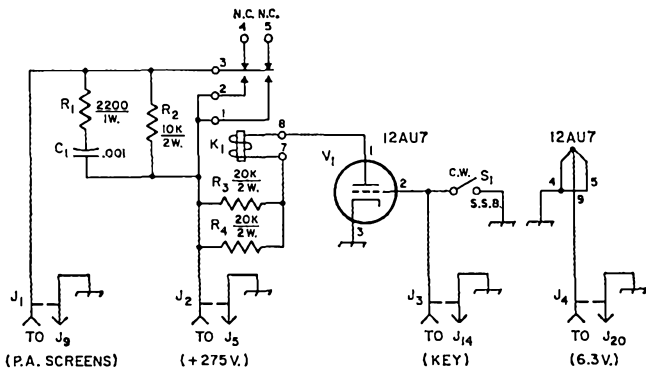 N.C. N.C.
4 5
3
2
1
R1 2200 1W.
C1 .001
R2 10K 2W.
K1
8
7
R3 20K 2W.
R4 20K 2W.
12AU7
V1
1
2
3
C.W. S1
S.S.B.
12AU7
4 5
9
J1
TO J9
(P.A. SCREENS)
J2
TO J5
(+275V.)
J3
TO J14
(KEY)
J4
TO J20
(6.3V.)